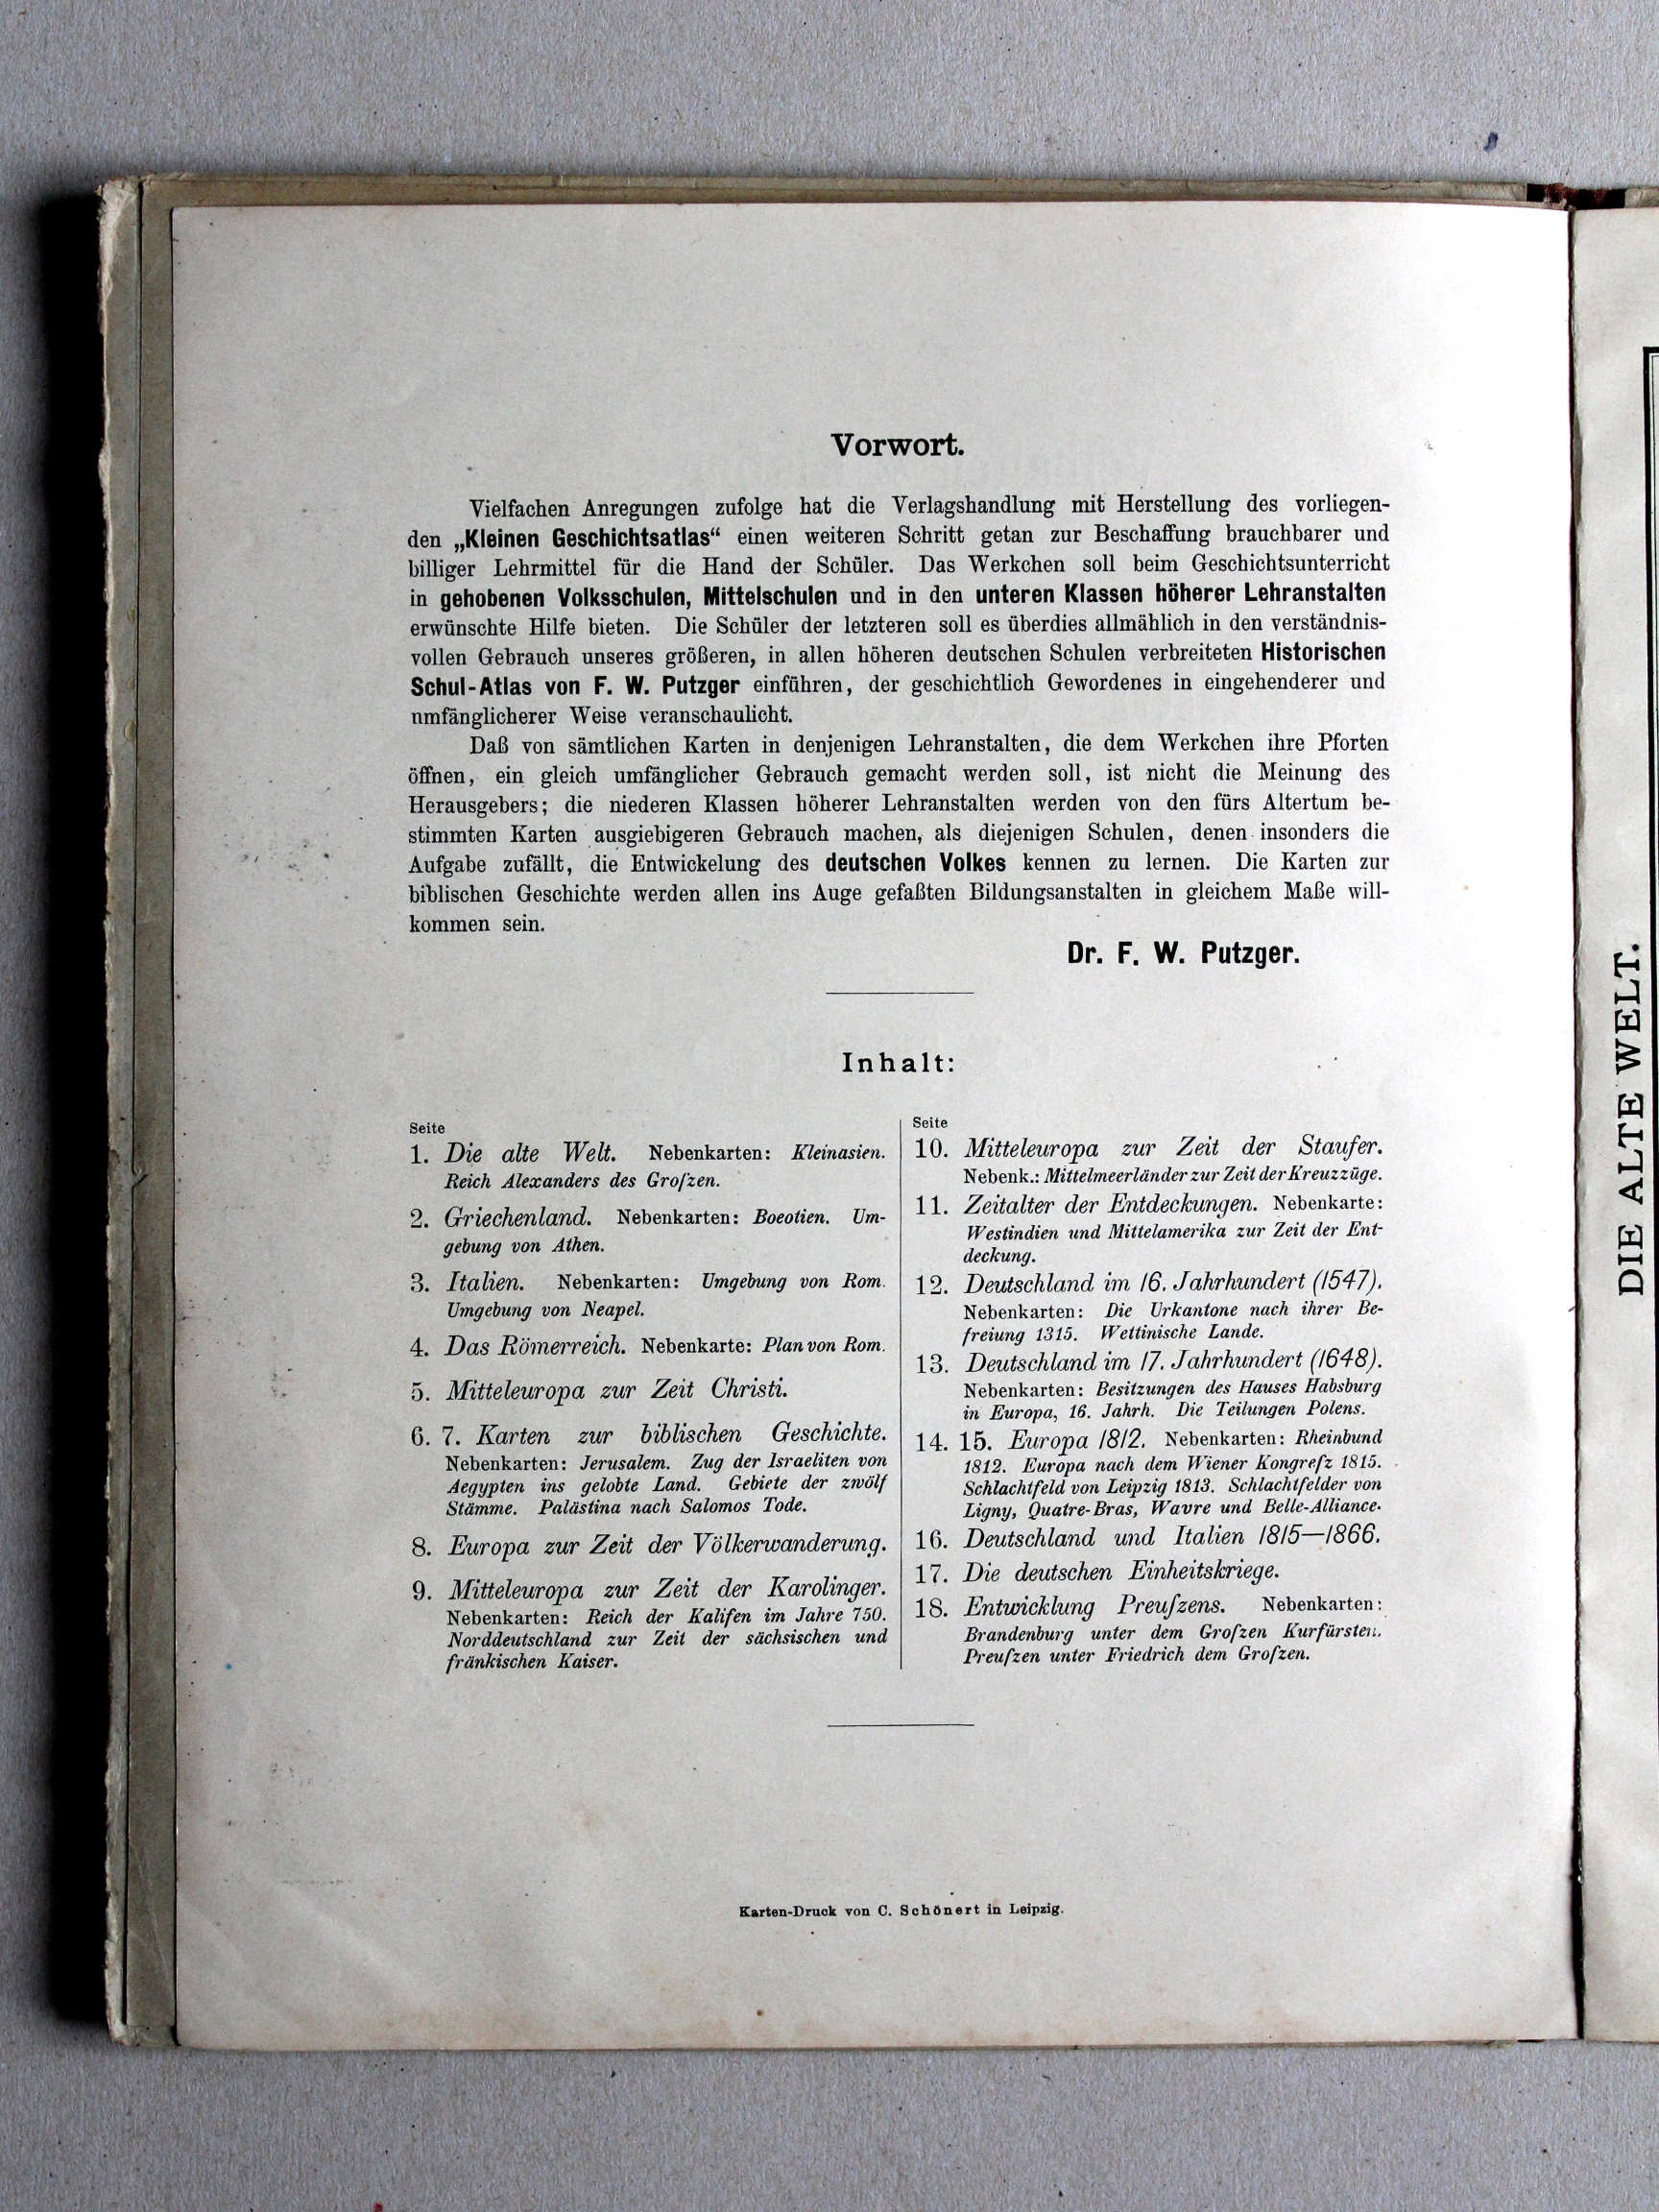 Vorwort.
Vielfachen Anregungen zufolge hat die Verlagshandlung mit Herstellung des vorliegen-
den „Kleinen Geschichtsatlas“ einen weiteren Schritt getan zur Beschaffung brauchbarer und
billiger Lehrmittel für die Hand der Schüler. Das Werkchen soll beim Geschichtsunterricht
in gehobenen Volksschulen, Mittelschulen und in den unteren Klassen höherer Lehranstalten
erwünschte Hilfe bieten. Die Schüler der letzteren soll es überdies allmählich in den verständnis-
vollen Gebrauch unseres größeren, in allen höheren deutschen Schulen verbreiteten Historischen
Schul-Atlas von F. W. Putzger einführen, der geschichtlich Gewordenes in eingehenderer und
umfänglicherer Weise veranschaulicht.
Daß von sämtlichen Karten in denjenigen Lehranstalten, die dem Werkchen ihre Pforten
öffnen, ein gleich umfänglicher Gebrauch gemacht werden soll, ist nicht die Meinung des
Herausgebers; die niederen Klassen höherer Lehranstalten werden von den fürs Altertum be-
stimmten Karten ausgiebigeren Gebrauch machen, als diejenigen Schulen, denen insonders die
Aufgabe zufällt, die Entwickelung des deutschen Volkes kennen zu lernen. Die Karten zur
biblischen Geschichte werden allen ins Auge gefaßten Bildungsanstalten in gleichem Maße will-
kommen sein.
Dr. F. W. Putzger.
Inhalt:
Seite
1. Die alte Welt. Nebenkarten: Kleinasien.
Reich Alexanders des Groſzen.
2. Griechenland. Nebenkarten: Boeotien. Um-
gebung von Athen.
3. Italien. Nebenkarten: Umgebung von Rom.
Umgebung von Neapel.
4. Das Römerreich. Nebenkarte: Plan von Rom.
5. Mitteleuropa zur Zeit Christi.
6. 7. Karten zur biblischen Geschichte.
Nebenkarten: Jerusalem. Zug der Israeliten von
Aegypten ins gelobte Land. Gebiete der zwölf
Stämme. Palästina nach Salomos Tode.
8. Europa zur Zeit der Völkerwanderung.
9. Mitteleuropa zur Zeit der Karolinger.
Nebenkarten: Reich der Kalifen im Jahre 750.
Norddeutschland zur Zeit der sächsischen und
fränkischen Kaiser.
Seite
10. Mitteleuropa zur Zeit der Staufer.
Nebenk.: Mittelmeerländer zur Zeit der Kreuzzüge.
11. Zeitalter der Entdeckungen. Nebenkarte:
Westindien und Mittelamerika zur Zeit der Ent-
deckung.
12. Deutschland im 16. Jahrhundert (1547).
Nebenkarten: Die Urkantone nach ihrer Be-
freiung 1315. Wettinische Lande.
13. Deutschland im 17. Jahrhundert (1648).
Nebenkarten: Besitzungen des Hauses Habsburg
in Europa, 16. Jahrh. Die Teilungen Polens.
14. 15. Europa 1812. Nebenkarten: Rheinbund
1812. Europa nach dem Wiener Kongreſz 1815.
Schlachtfeld von Leipzig 1813. Schlachtfelder von
Ligny, Quatre-Bras, Wavre und Belle-Alliance.
16. Deutschland und Italien 1815—1866.
17. Die deutschen Einheitskriege.
18. Entwicklung Preuſzens. Nebenkarten:
Brandenburg unter dem Groſzen Kurfürsten.
Preuſzen unter Friedrich dem Groſzen.
Karten-Druck von C. Schönert in Leipzig.
DIE ALTE WELT.